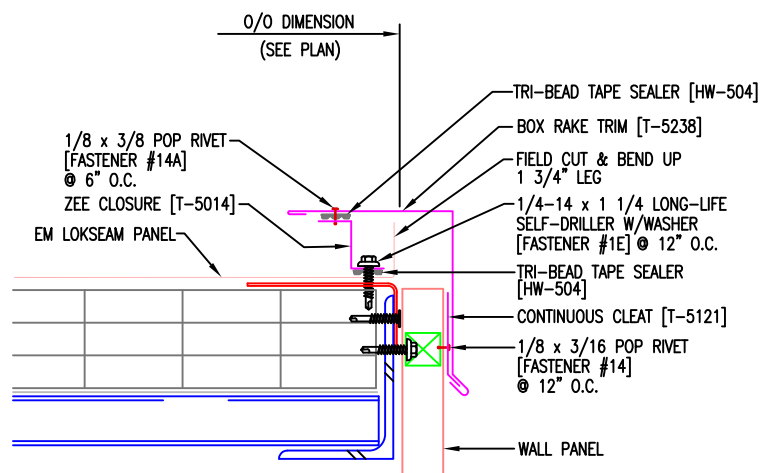 O/O DIMENSION
(SEE PLAN)
TRI-BEAD TAPE SEALER [HW-504]
BOX RAKE TRIM [T-5238]
1/8 x 3/8 POP RIVET
[FASTENER #14A]
@ 6" O.C.
FIELD CUT & BEND UP
1 3/4" LEG
ZEE CLOSURE [T-5014]
1/4-14 x 1 1/4 LONG-LIFE
SELF-DRILLER W/WASHER
[FASTENER #1E] @ 12" O.C.
EM LOKSEAM PANEL
TRI-BEAD TAPE SEALER
[HW-504]
CONTINUOUS CLEAT [T-5121]
1/8 x 3/16 POP RIVET
[FASTENER #14]
@ 12" O.C.
WALL PANEL